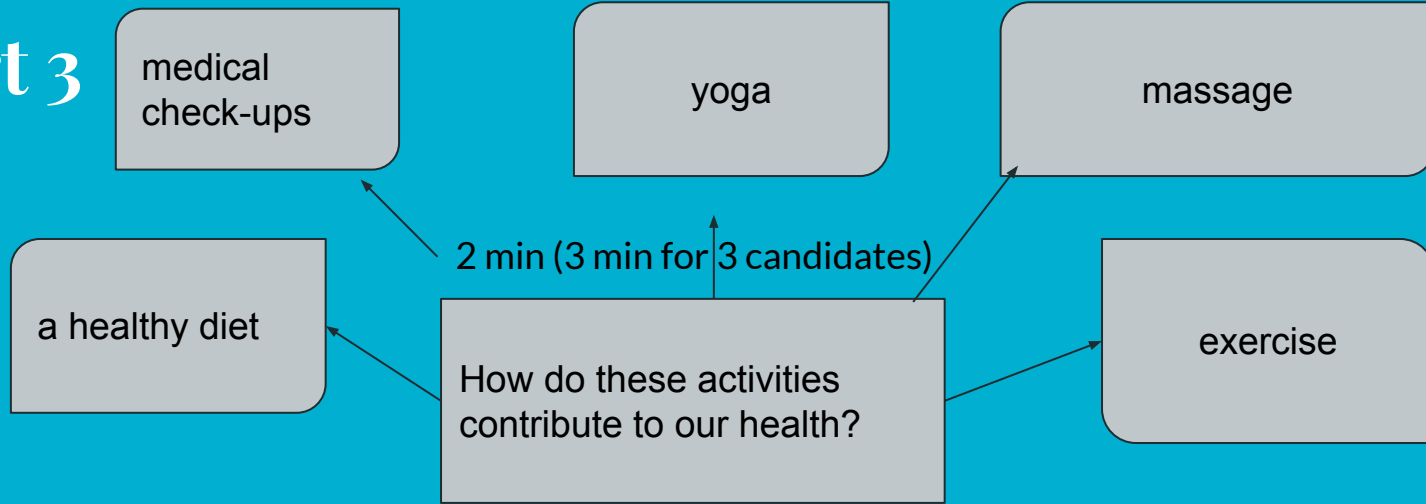 t 3
medical
check-ups
yoga
massage
2 min (3 min for 3 candidates)
a healthy diet
How do these activities
contribute to our health?
exercise